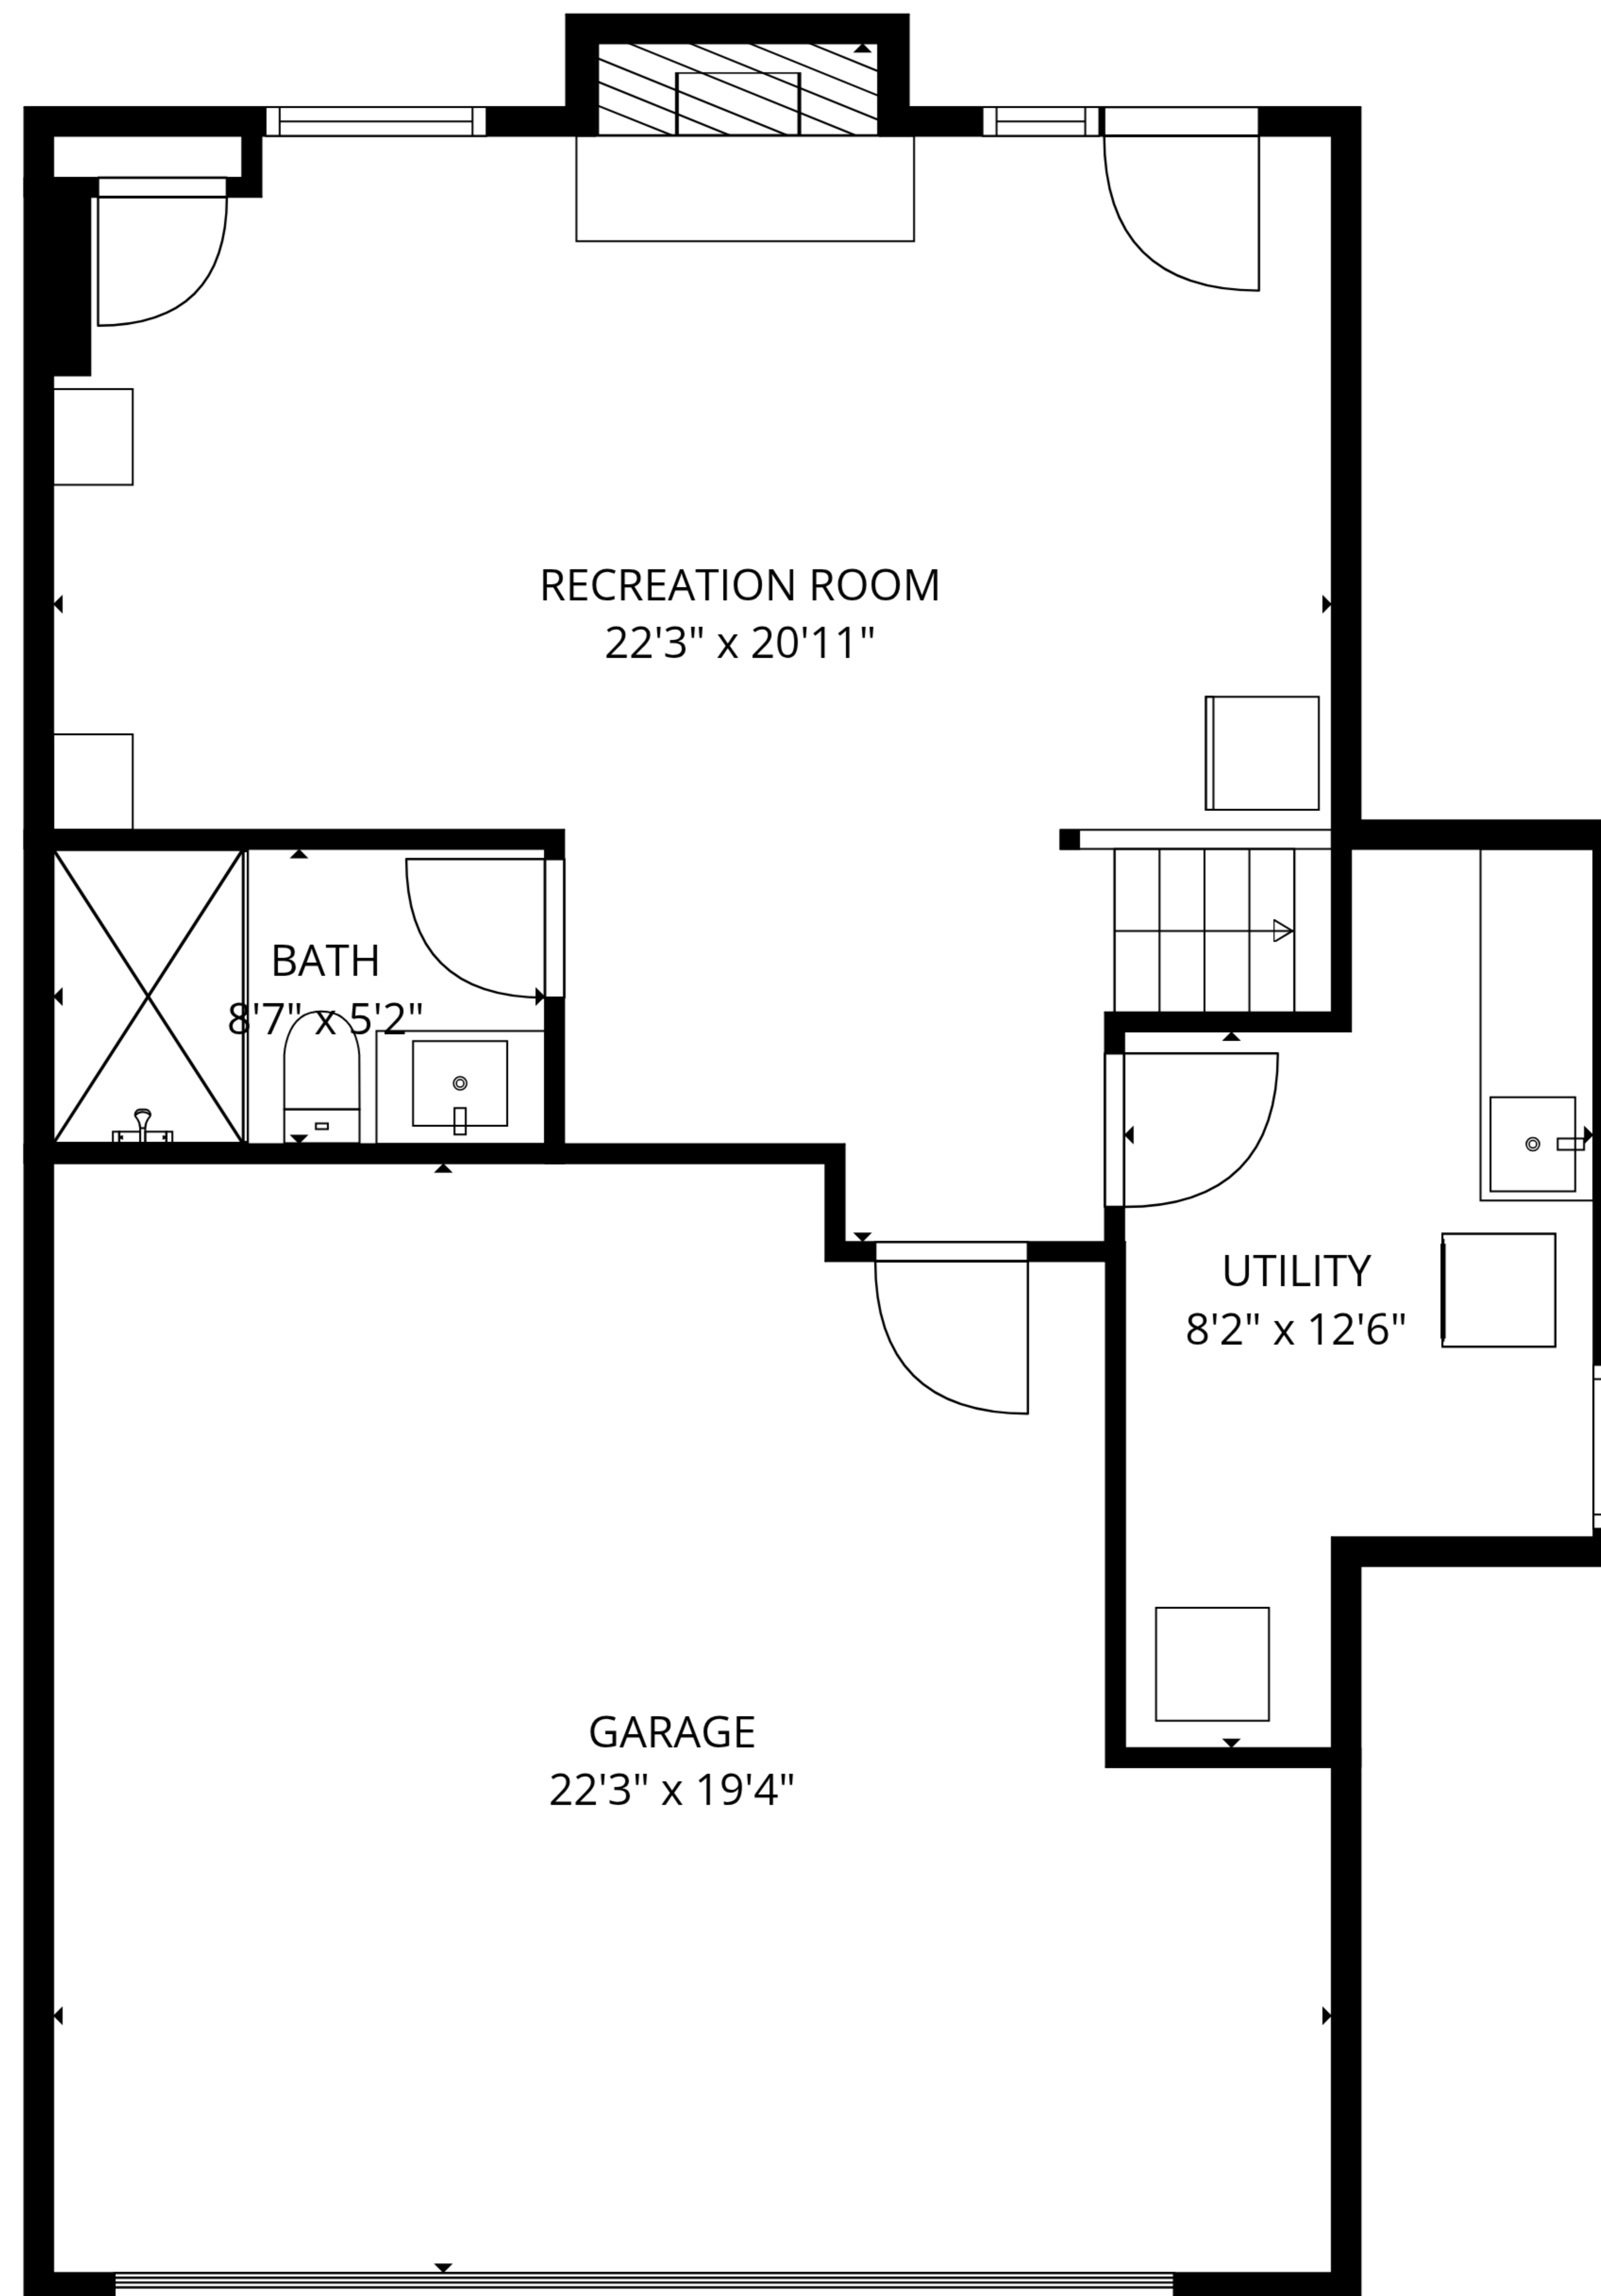 RECREATION ROOM
22'3" x 20'11"
BATH
8'7" x 5'2"
UTILITY
8'2" x 12'6"
GARAGE
22'3" x 19'4"